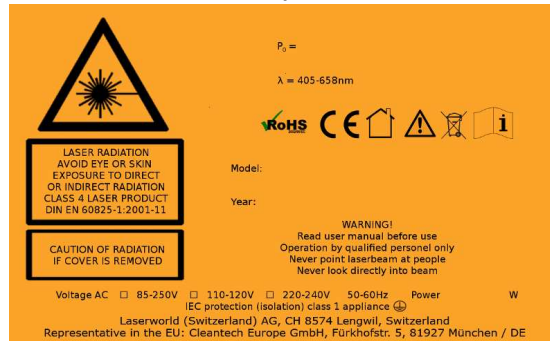 P₀ =
λ = 405-658nm
RoHS CE i
LASER RADIATION
AVOID EYE OR SKIN
EXPOSURE TO DIRECT
OR INDIRECT RADIATION
CLASS 4 LASER PRODUCT
DIN EN 60825-1:2001-11
Model:
Year:
CAUTION OF RADIATION
IF COVER IS REMOVED
WARNING!
Read user manual before use
Operation by qualified personel only
Never point laserbeam at people
Never look directly into beam
Voltage AC ☐ 85-250V ☐ 110-120V ☐ 220-240V 50-60Hz Power W
IEC protection (isolation) class 1 appliance
Laserworld (Switzerland) AG, CH 8574 Lengwil, Switzerland
Representative in the EU: Cleantech Europe GmbH, Fürkhofstr. 5, 81927 München / DE